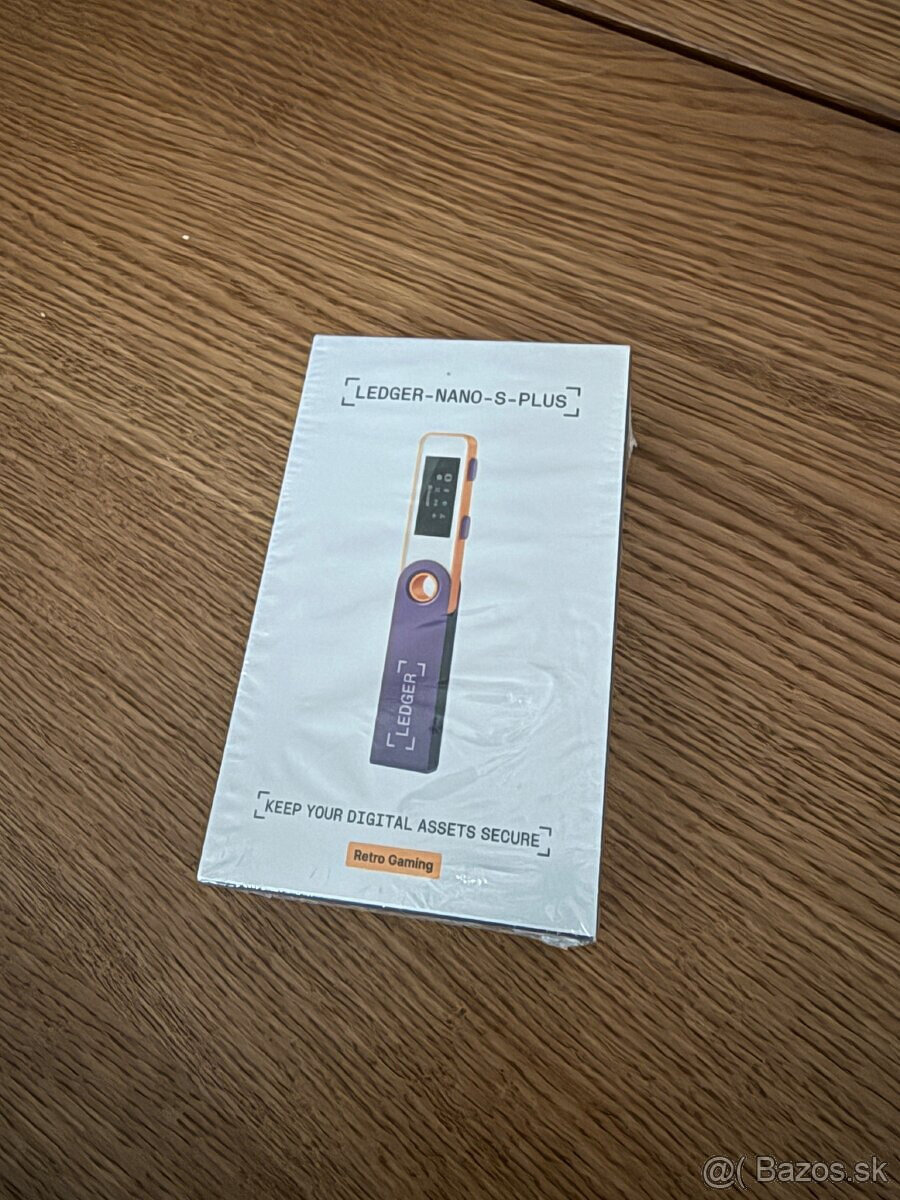 LEDGER-NANO-S-PLUS
LEDGER
KEEP YOUR DIGITAL ASSETS SECURE
Retro Gaming
@( Bazos.sk